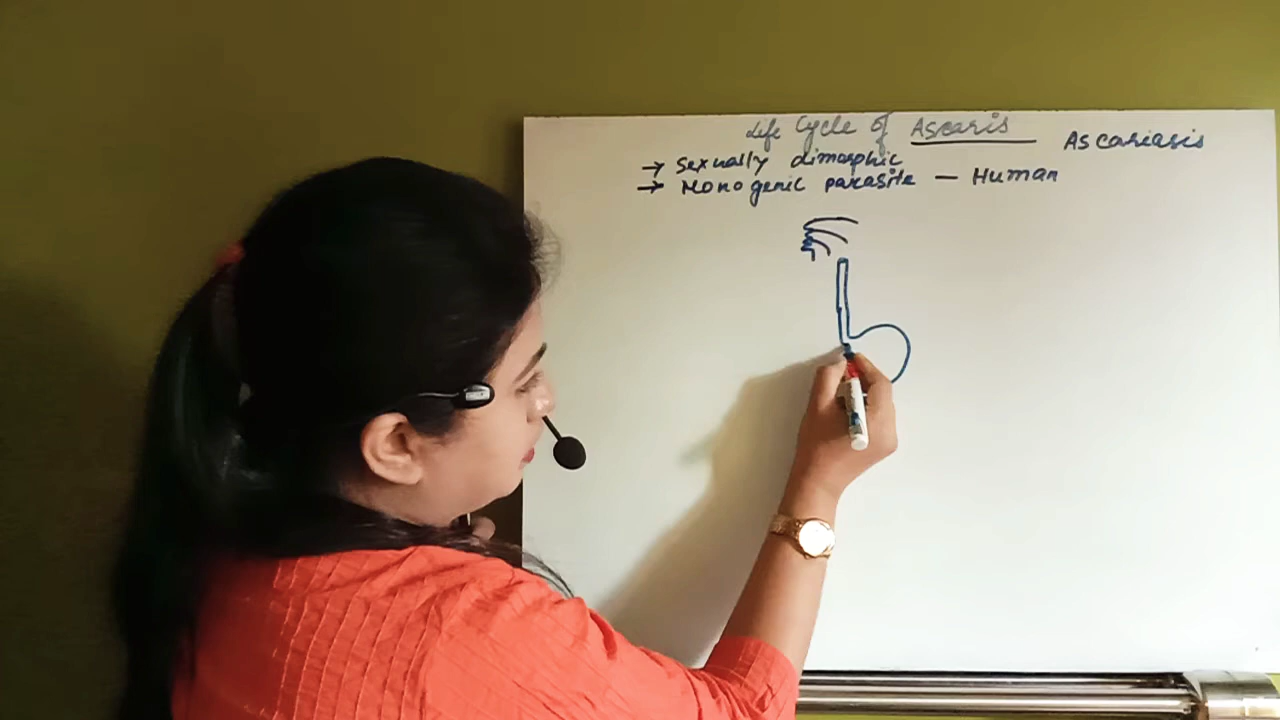 Life Cycle of Ascaris Ascariasis
→ Sexually dimorphic
→ Monogenic parasite – Human